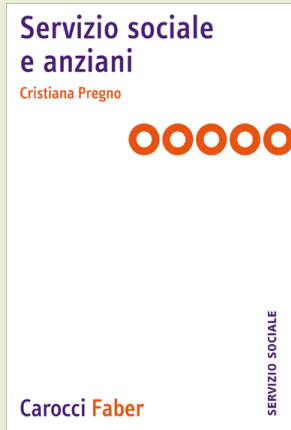 Servizio sociale
e anziani
Cristiana Pregno
SERVIZIO SOCIALE
Carocci Faber